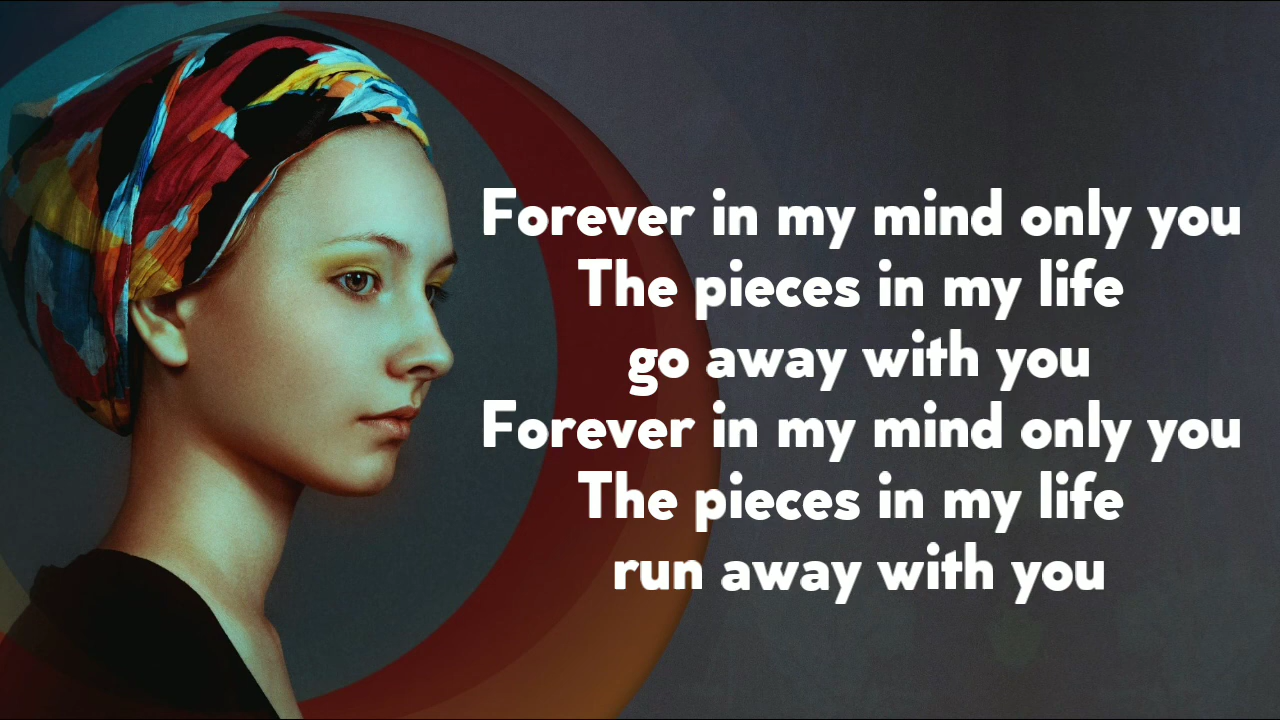 Forever in my mind only you
The pieces in my life
go away with you
Forever in my mind only you
The pieces in my life
run away with you